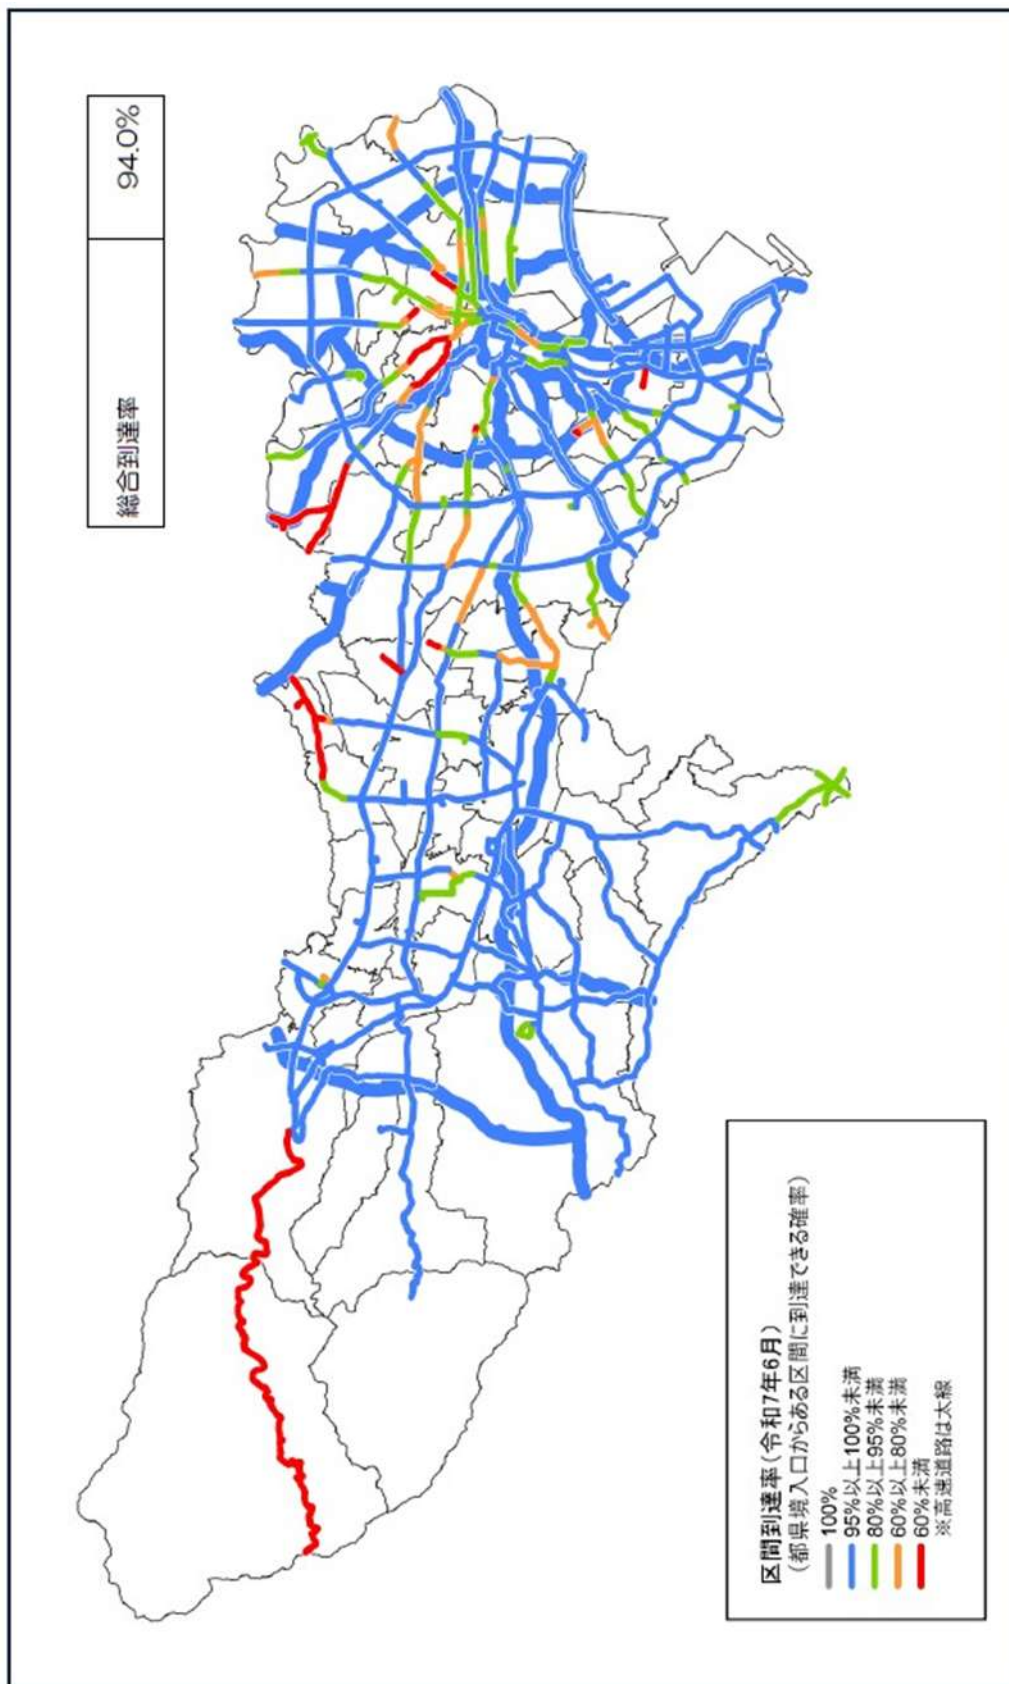 総合到達率
94.0%
区間到達率(令和7年6月)
(都県境入口からある区間に到達できる確率)
100%
95%以上100%未満
80%以上95%未満
60%以上80%未満
60%未満
※高速道路は太線